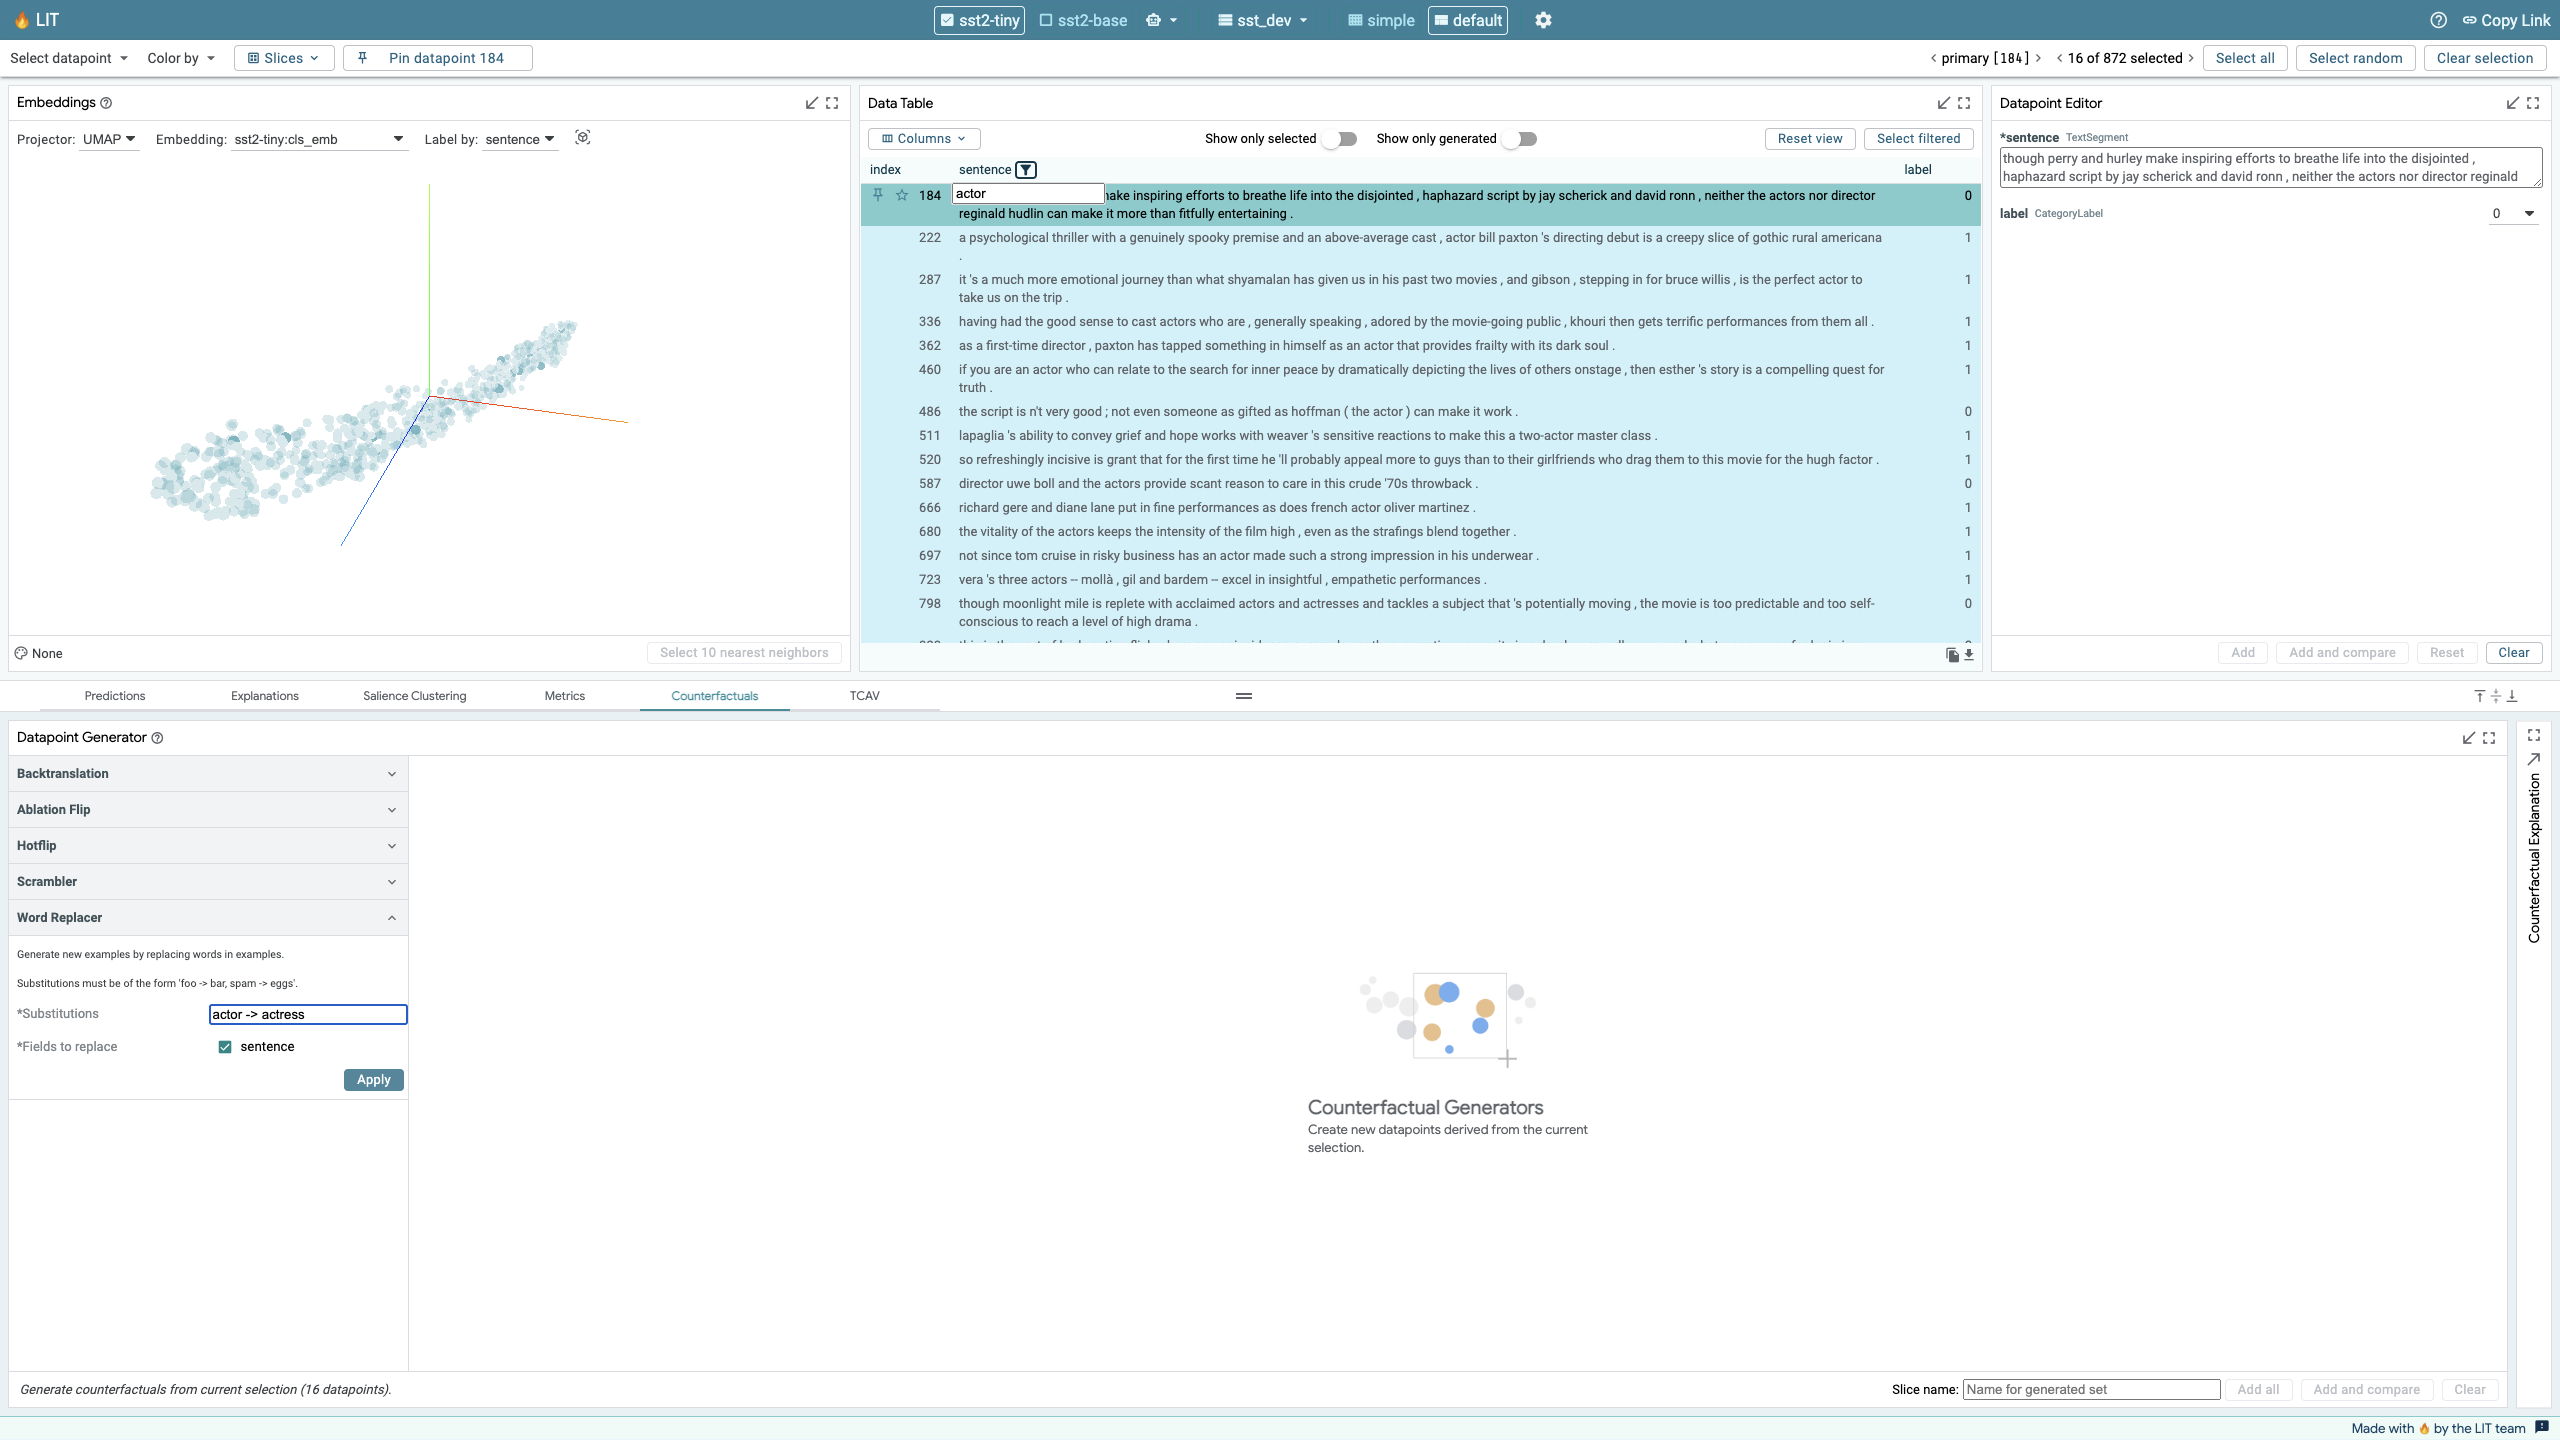 LIT
sst2-tiny
sst2-base
sst_dev
simple
default
Copy Link
Select datapoint
Color by
Slices
Pin datapoint 184
primary [184]
16 of 872 selected
Select all
Select random
Clear selection
Embeddings
Projector: UMAP
Embedding: sst2-tiny:cls_emb
Label by: sentence
None
Select 10 nearest neighbors
Data Table
Columns
Show only selected
Show only generated
Reset view
Select filtered
index sentence label
184 actor make inspiring efforts to breathe life into the disjointed , haphazard script by jay scherick and david ronn , neither the actors nor director 0
reginald hudlin can make it more than fitfully entertaining .
222 a psychological thriller with a genuinely spooky premise and an above-average cast , actor bill paxton 's directing debut is a creepy slice of gothic rural americana 1
.
287 it 's a much more emotional journey than what shyamalan has given us in his past two movies , and gibson , stepping in for bruce willis , is the perfect actor to 1
take us on the trip .
336 having had the good sense to cast actors who are , generally speaking , adored by the movie-going public , khouri then gets terrific performances from them all . 1
362 as a first-time director , paxton has tapped something in himself as an actor that provides frailty with its dark soul . 1
460 if you are an actor who can relate to the search for inner peace by dramatically depicting the lives of others onstage , then esther 's story is a compelling quest for 1
truth .
486 the script is n't very good ; not even someone as gifted as hoffman ( the actor ) can make it work . 0
511 lapaglia 's ability to convey grief and hope works with weaver 's sensitive reactions to make this a two-actor master class . 1
520 so refreshingly incisive is grant that for the first time he 'll probably appeal more to guys than to their girlfriends who drag them to this movie for the hugh factor . 1
587 director uwe boll and the actors provide scant reason to care in this crude '70s throwback . 0
666 richard gere and diane lane put in fine performances as does french actor oliver martinez . 1
680 the vitality of the actors keeps the intensity of the film high , even as the strafings blend together . 1
697 not since tom cruise in risky business has an actor made such a strong impression in his underwear . 1
723 vera 's three actors -- mollà , gil and bardem -- excel in insightful , empathetic performances . 1
798 though moonlight mile is replete with acclaimed actors and actresses and tackles a subject that 's potentially moving , the movie is too predictable and too self- 0
conscious to reach a level of high drama .
Datapoint Editor
*sentence TextSegment
though perry and hurley make inspiring efforts to breathe life into the disjointed ,
haphazard script by jay scherick and david ronn , neither the actors nor director reginald
label CategoryLabel
0
Add
Add and compare
Reset
Clear
Predictions
Explanations
Salience Clustering
Metrics
Counterfactuals
TCAV
Datapoint Generator
Backtranslation
Ablation Flip
Hotflip
Scrambler
Word Replacer
Generate new examples by replacing words in examples.
Substitutions must be of the form 'foo -> bar, spam -> eggs'.
*Substitutions actor -> actress
*Fields to replace sentence
Apply
Counterfactual Generators
Create new datapoints derived from the current
selection.
Counterfactual Explanation
Generate counterfactuals from current selection (16 datapoints).
Slice name: Name for generated set
Add all
Add and compare
Clear
Made with by the LIT team